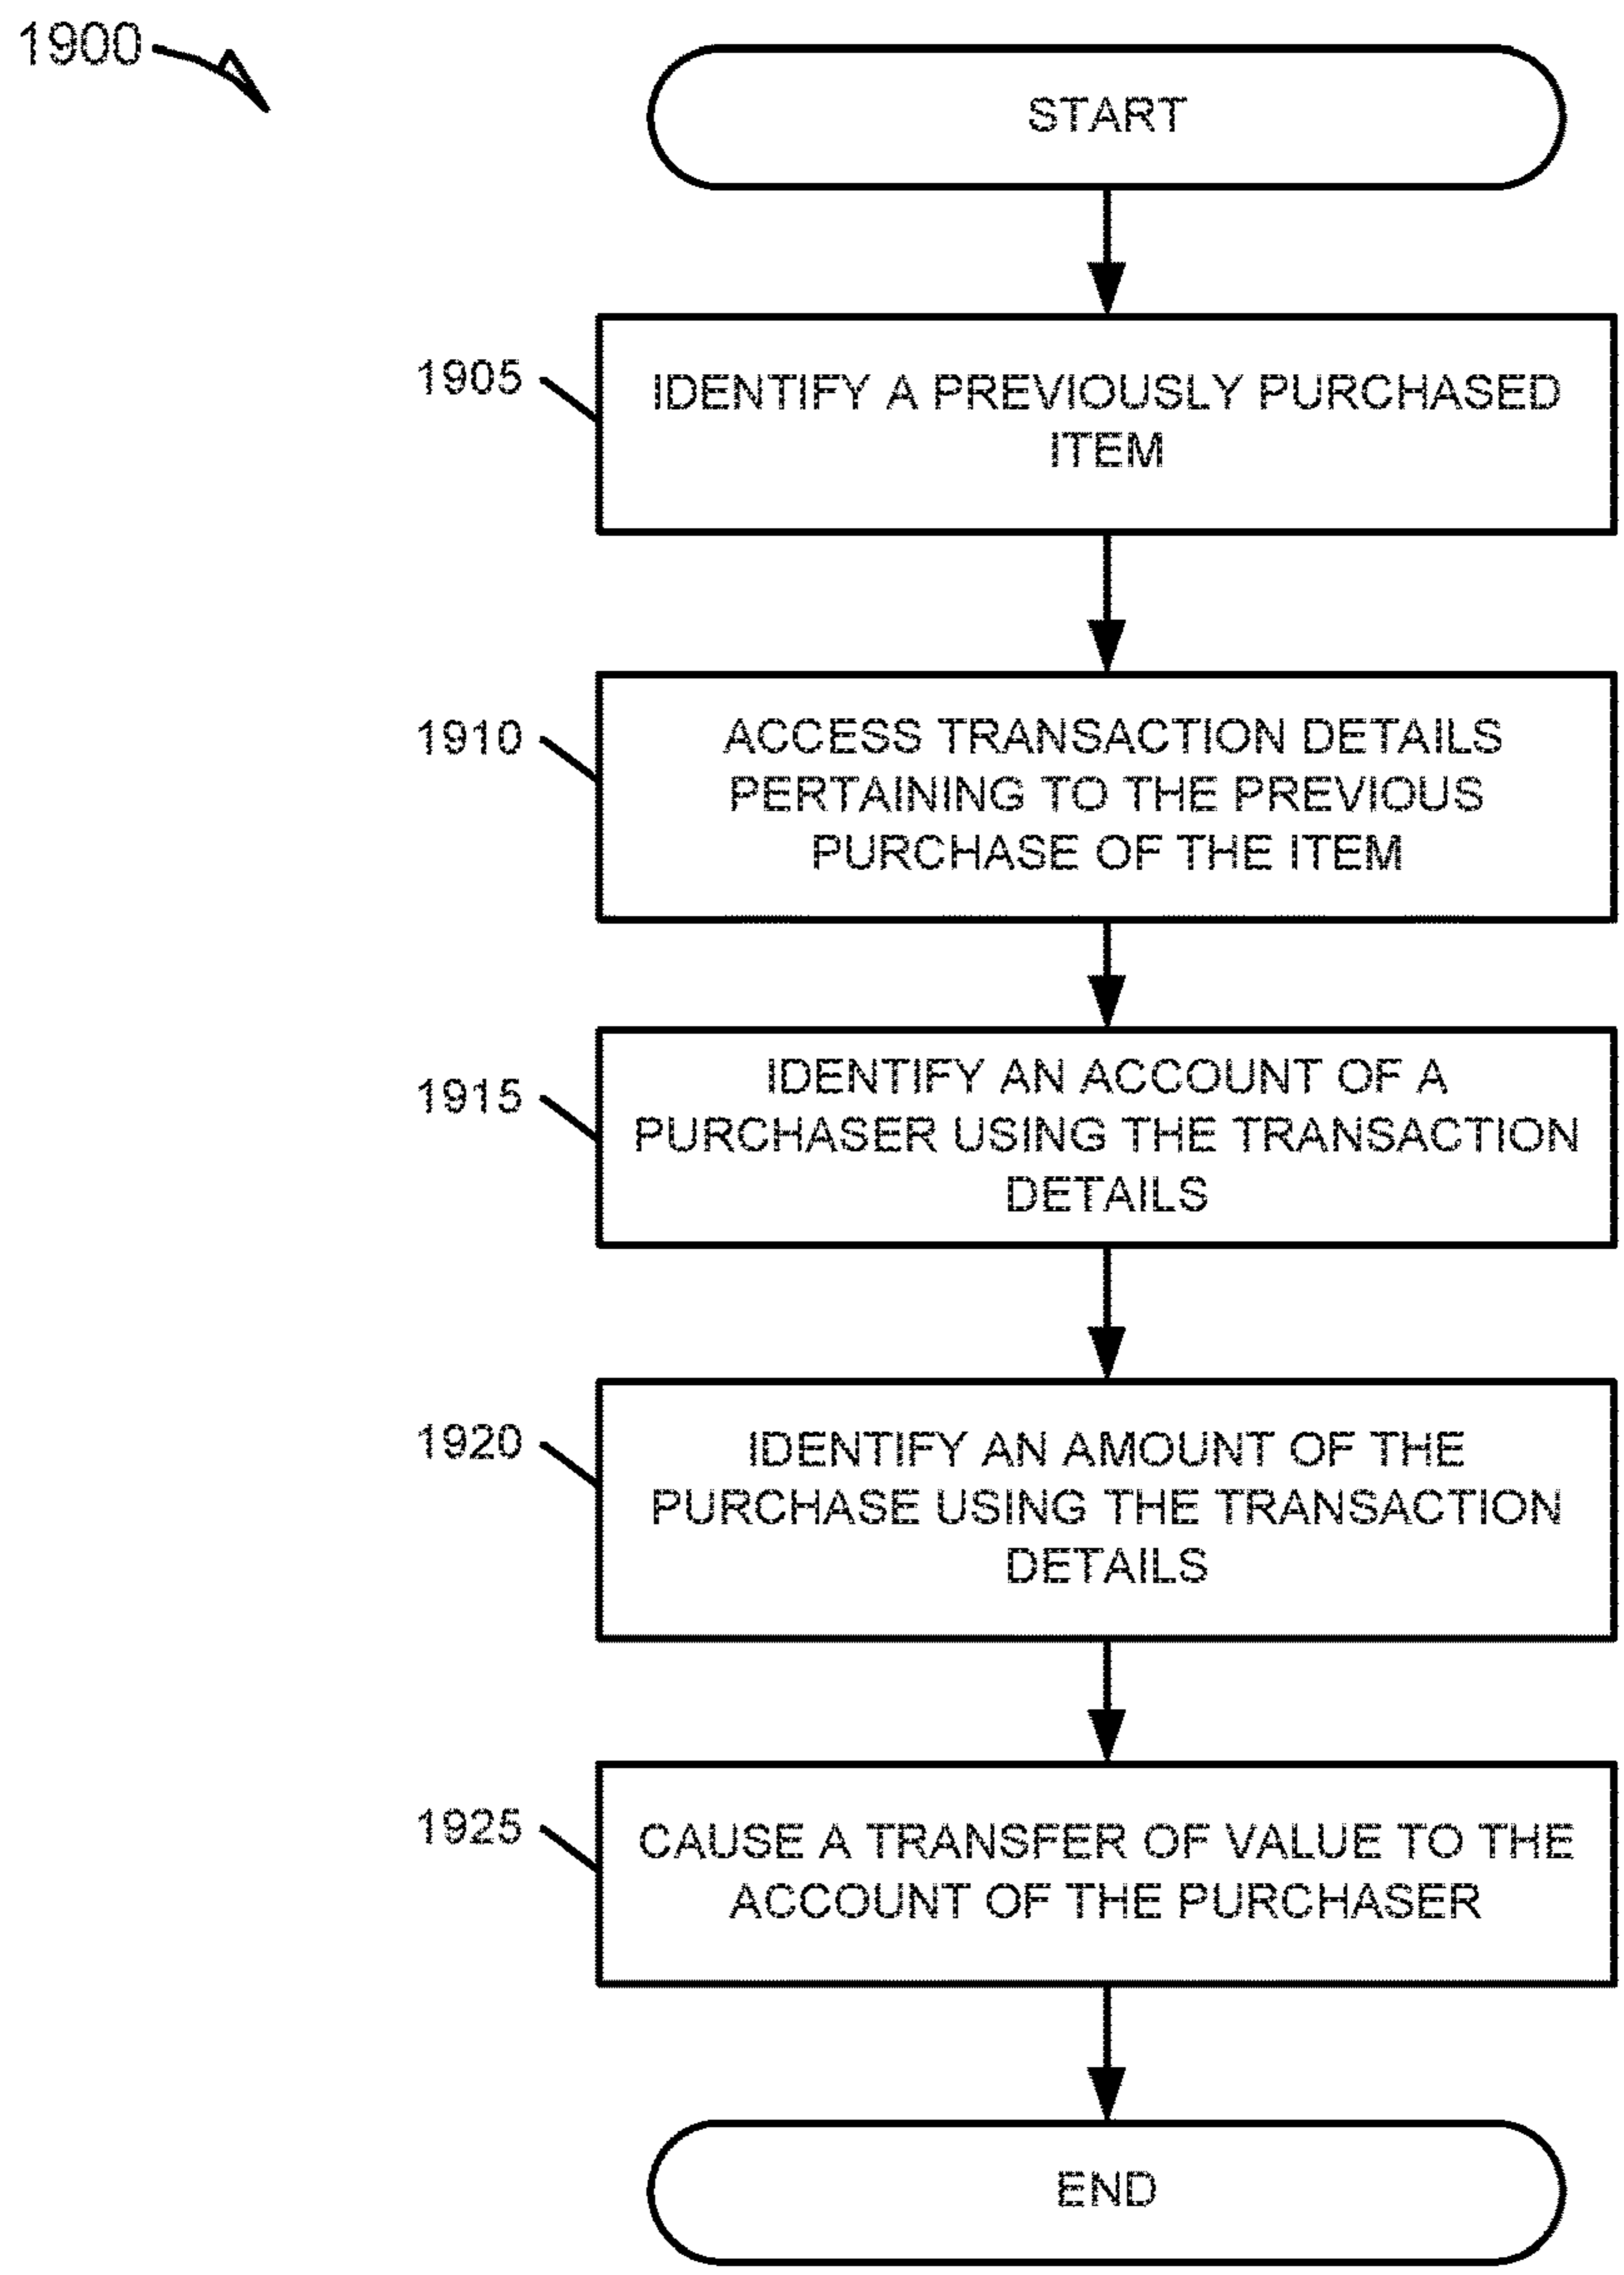 1900
START
1905
IDENTIFY A PREVIOUSLY PURCHASED
ITEM
1910
ACCESS TRANSACTION DETAILS
PERTAINING TO THE PREVIOUS
PURCHASE OF THE ITEM
1915
IDENTIFY AN ACCOUNT OF A
PURCHASER USING THE TRANSACTION
DETAILS
1920
IDENTIFY AN AMOUNT OF THE
PURCHASE USING THE TRANSACTION
DETAILS
1925
CAUSE A TRANSFER OF VALUE TO THE
ACCOUNT OF THE PURCHASER
END